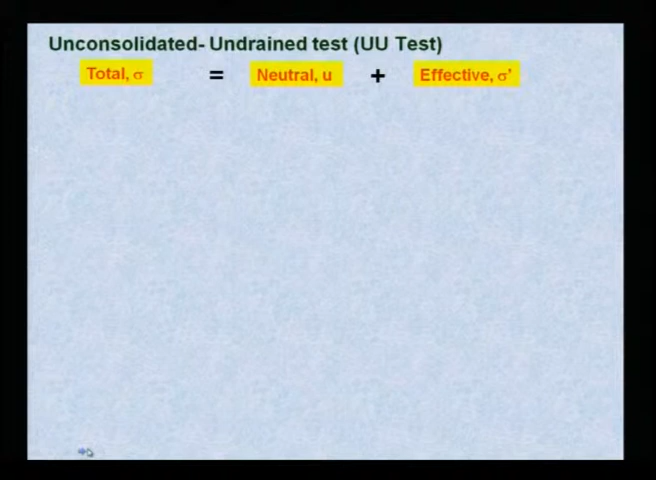 Unconsolidated- Undrained test (UU Test)
Total, σ = Neutral, u + Effective, σ'